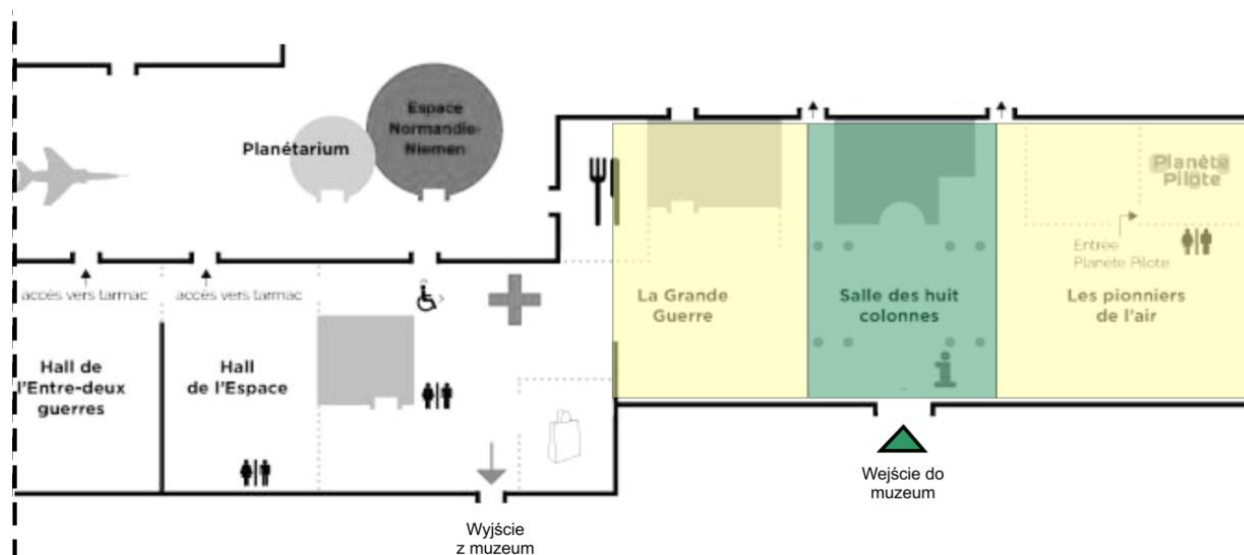 Planétarium
Espace
Normandie-
Niemen
accès vers tarmac
accès vers tarmac
Hall de
l'Entre-deux
guerres
Hall
de l'Espace
La Grande
Guerre
Salle des huit
colonnes
i
Planète
Pilote
Entrée
Planète Pilote
Les pionniers
de l'air
Wyjście
z muzeum
Wejście do
muzeum